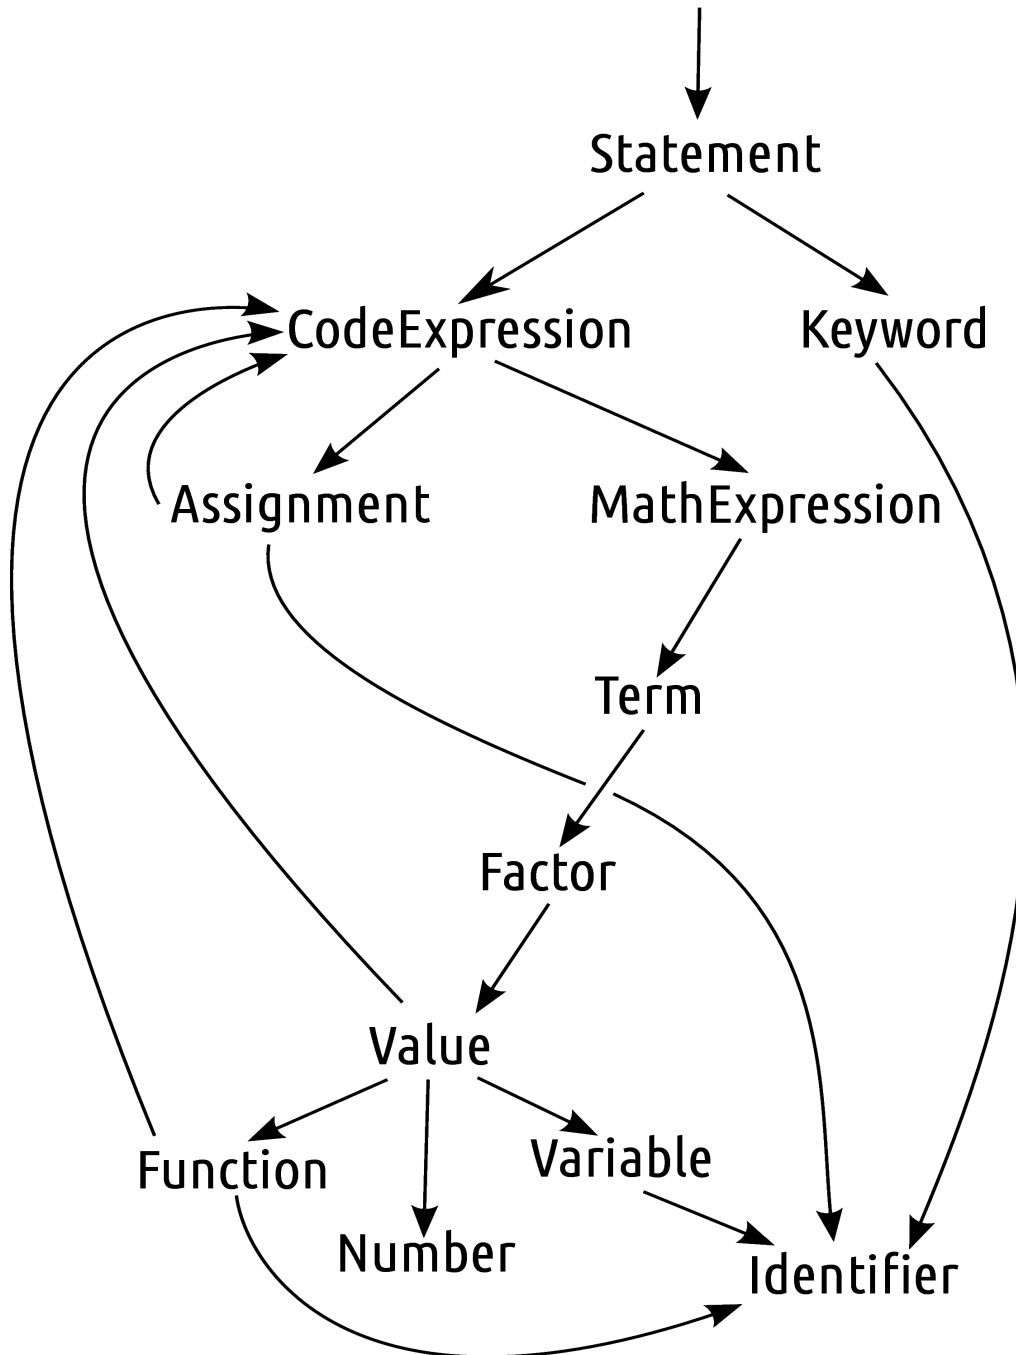 Statement
CodeExpression
Keyword
Assignment
MathExpression
Term
Factor
Value
Function
Variable
Number
Identifier